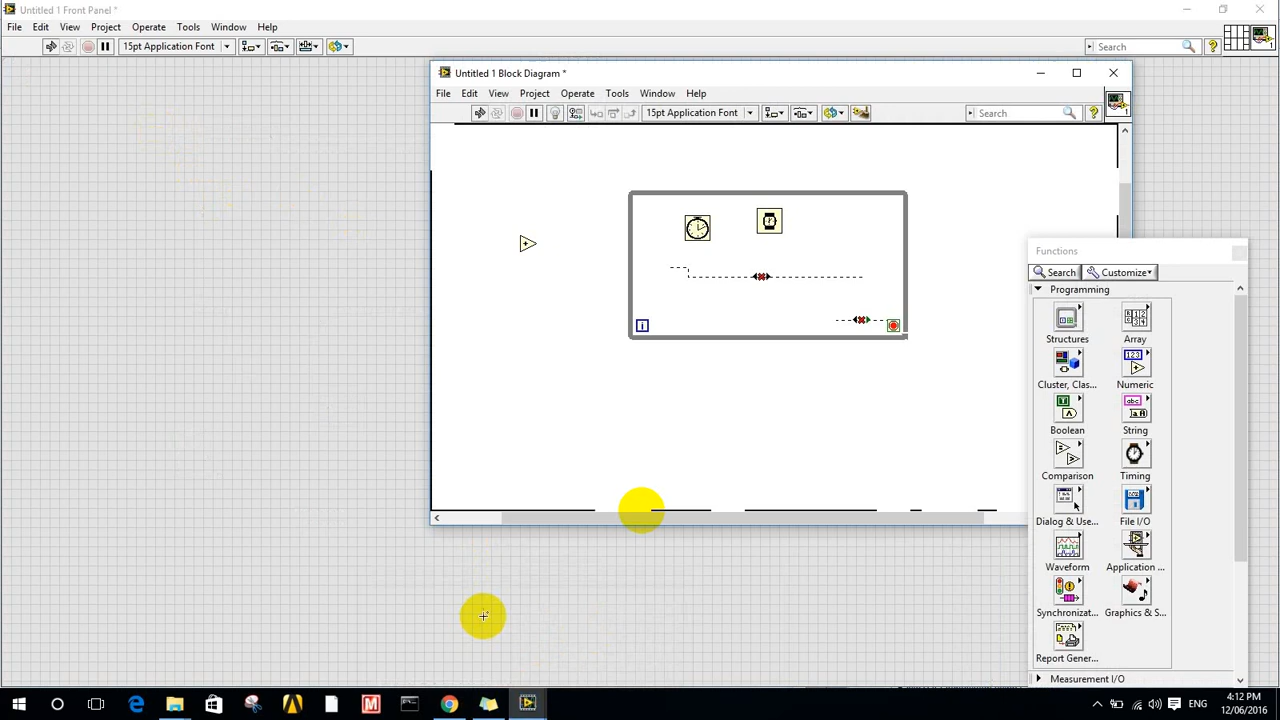 Untitled 1 Front Panel *
File Edit View Project Operate Tools Window Help
15pt Application Font
Search
Untitled 1 Block Diagram *
File Edit View Project Operate Tools Window Help
15pt Application Font
Search
Functions
Search Customize
Programming
Structures Array
Cluster, Clas... Numeric
Boolean String
Comparison Timing
Dialog & Use... File I/O
Waveform Application ...
Synchronizat... Graphics & S...
Report Gener...
Measurement I/O
ENG
4:12 PM
12/06/2016